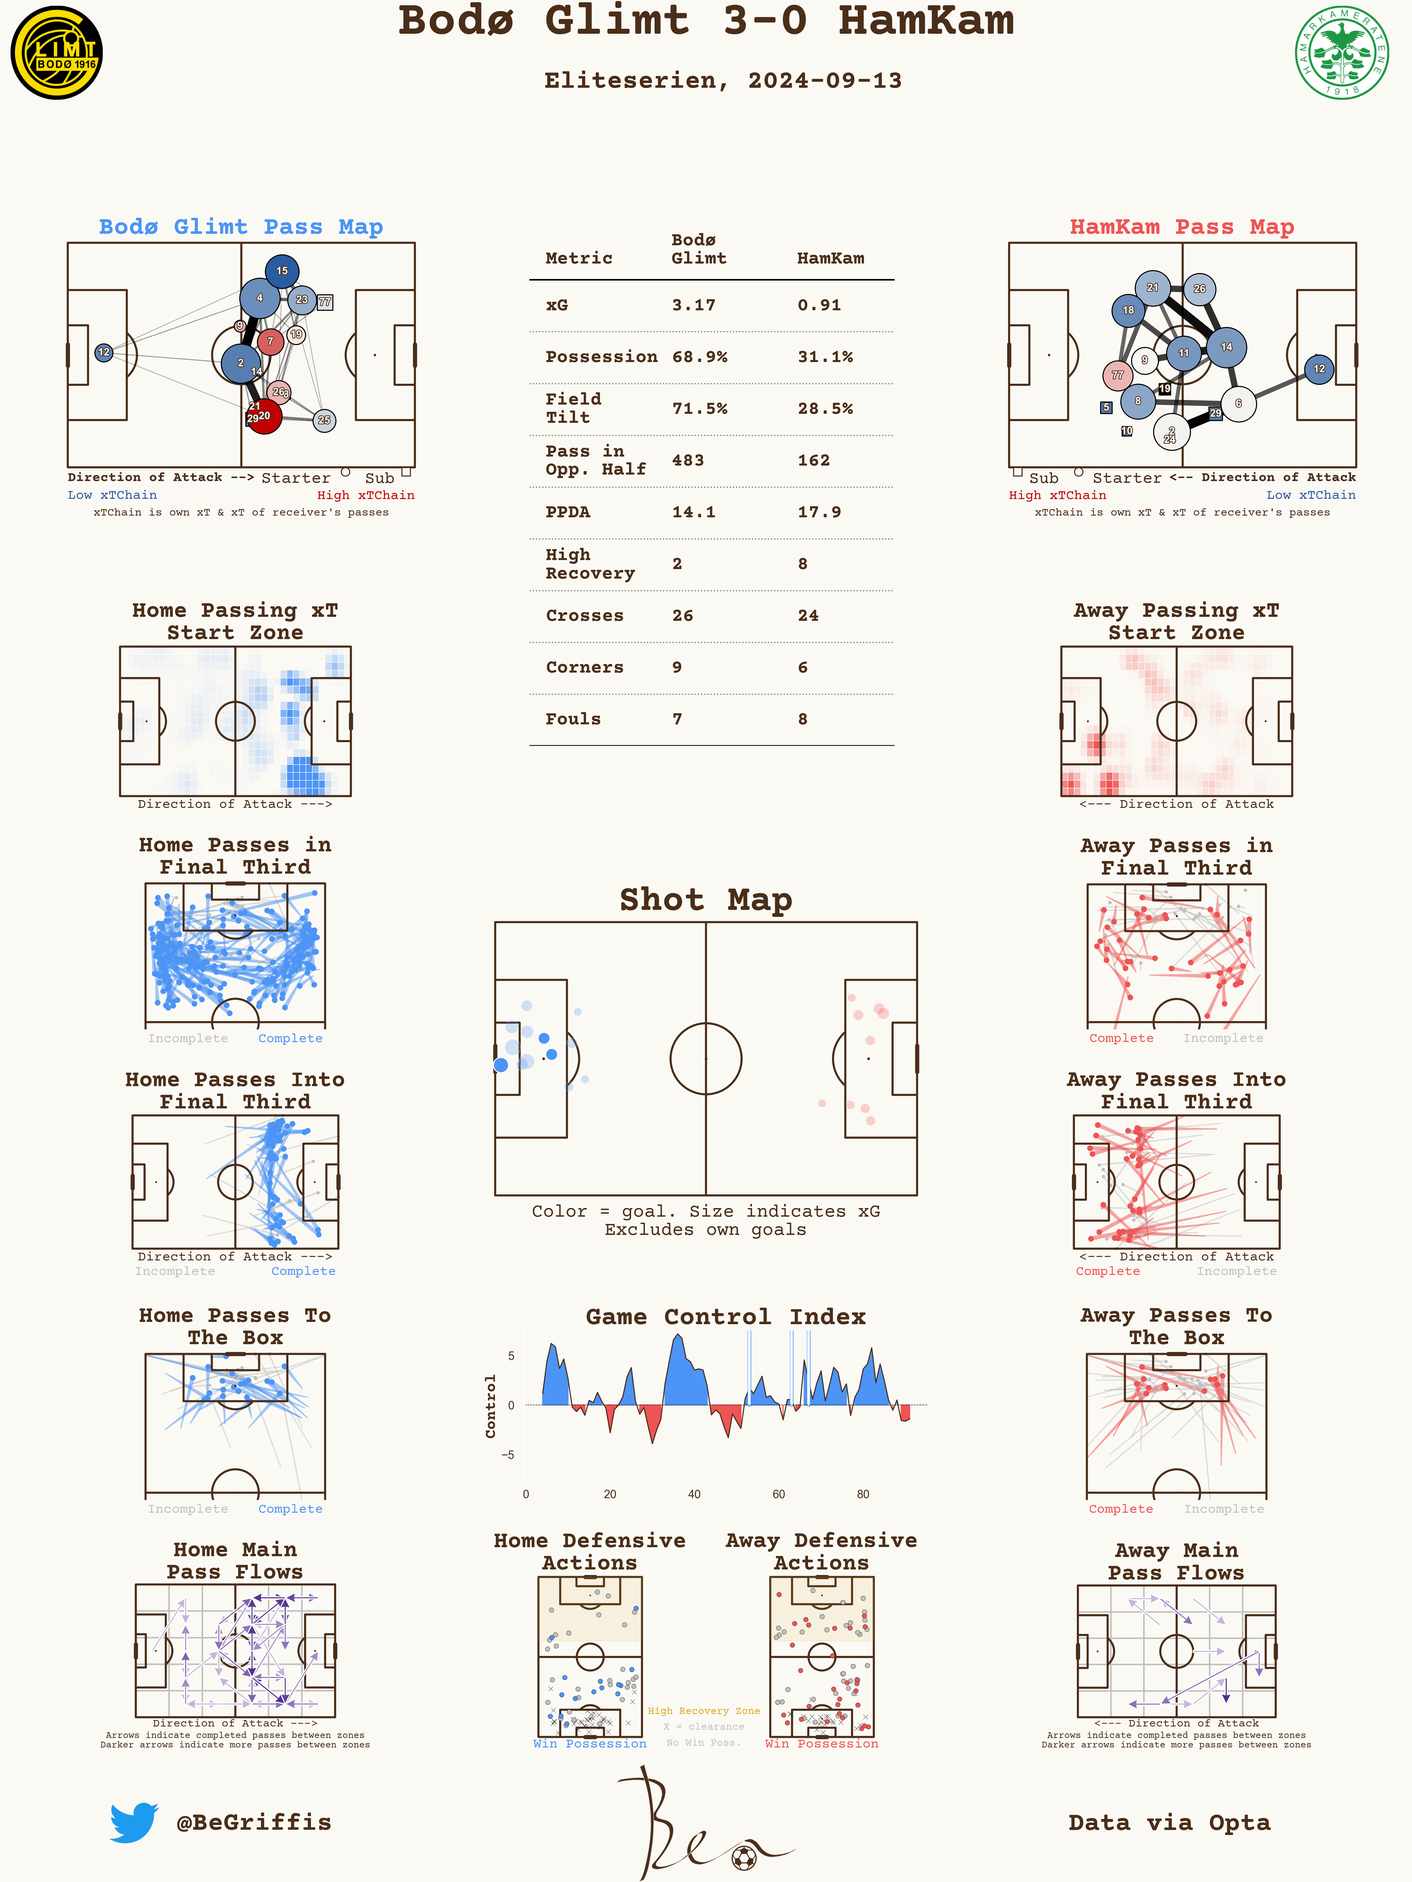 Bodø Glimt 3-0 HamKam
Eliteserien, 2024-09-13
LIMT
BODØ 1916
HAMARKAMERATENE
1918
Bodø Glimt Pass Map
15
4
23
77
9
7
19
12
2
14
26
21
29
20
25
Direction of Attack --> Starter Sub
Low xTChain High xTChain
xTChain is own xT & xT of receiver's passes
Metric Bodø Glimt HamKam
xG 3.17 0.91
Possession 68.9% 31.1%
Field Tilt 71.5% 28.5%
Pass in Opp. Half 483 162
PPDA 14.1 17.9
High Recovery 2 8
Crosses 26 24
Corners 9 6
Fouls 7 8
HamKam Pass Map
21
26
18
14
11
9
12
77
19
5
8
6
29
10
2
24
Sub Starter <-- Direction of Attack
High xTChain Low xTChain
xTChain is own xT & xT of receiver's passes
Home Passing xT
Start Zone
Direction of Attack --->
Away Passing xT
Start Zone
<--- Direction of Attack
Home Passes in
Final Third
Incomplete Complete
Away Passes in
Final Third
Complete Incomplete
Shot Map
Color = goal. Size indicates xG
Excludes own goals
Home Passes Into
Final Third
Direction of Attack --->
Incomplete Complete
Away Passes Into
Final Third
<--- Direction of Attack
Complete Incomplete
Home Passes To
The Box
Incomplete Complete
Game Control Index
Control
5
0
−5
0 20 40 60 80
Away Passes To
The Box
Complete Incomplete
Home Main
Pass Flows
Direction of Attack --->
Arrows indicate completed passes between zones
Darker arrows indicate more passes between zones
Home Defensive
Actions
Win Possession
Away Defensive
Actions
Win Possession
High Recovery Zone
X = clearance
No Win Poss.
Away Main
Pass Flows
<--- Direction of Attack
Arrows indicate completed passes between zones
Darker arrows indicate more passes between zones
@BeGriffis
Ben
Data via Opta